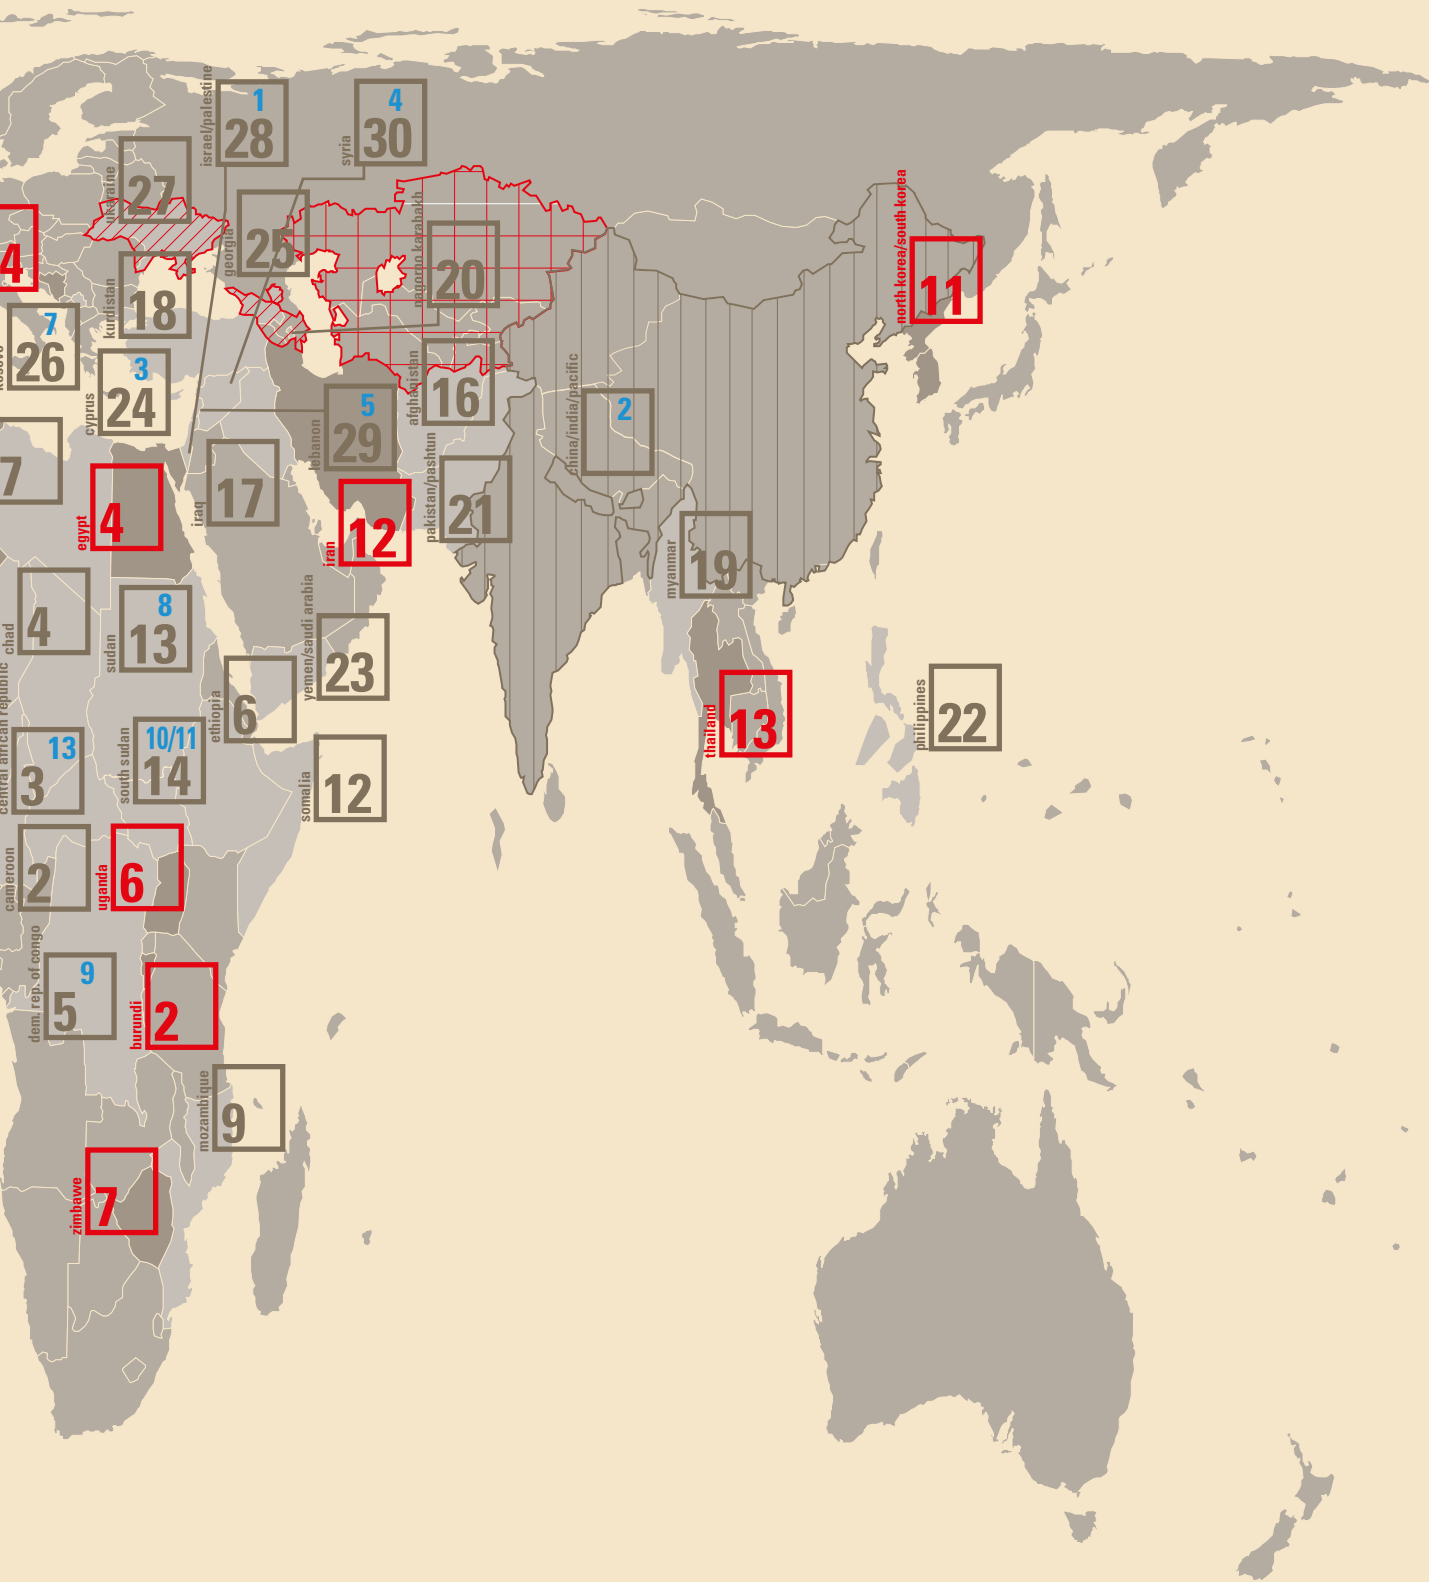 israel/palestine
1
28
syria
4
30
ukraine
27
north korea/south korea
11
georgia
25
nagorno karabakh
20
4
kurdistan
18
7
26
cyprus
3
24
afghanistan
16
china/india/pacific
2
lebanon
5
29
7
egypt
4
iraq
17
pakistan/pashtun
21
iran
12
myanmar
19
chad
4
sudan
8
13
yemen/saudi arabia
23
ethiopia
6
thailand
13
philippines
22
central african republic
13
3
south sudan
10/11
14
somalia
12
cameroon
2
uganda
6
dem. rep. of congo
9
5
burundi
2
mozambique
9
zimbabwe
7